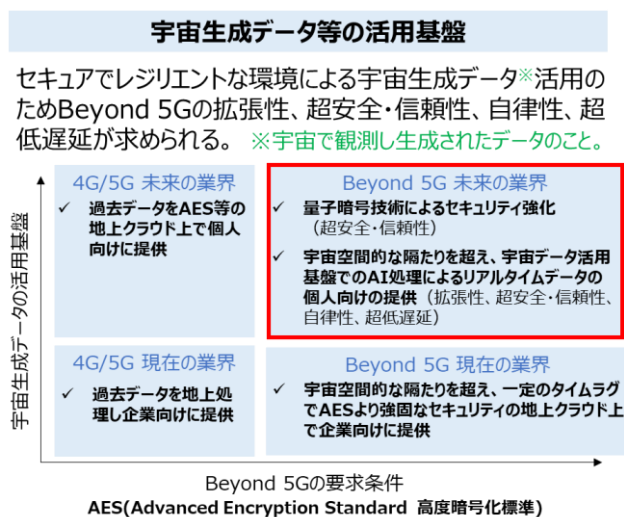 宇宙生成データ等の活用基盤
セキュアでレジリエントな環境による宇宙生成データ※活用の
ためBeyond 5Gの拡張性、超安全・信頼性、自律性、超
低遅延が求められる。 ※宇宙で観測し生成されたデータのこと。
宇宙生成データの活用基盤
4G/5G 未来の業界
✓ 過去データをAES等の
地上クラウド上で個人
向けに提供
Beyond 5G 未来の業界
✓ 量子暗号技術によるセキュリティ強化
（超安全・信頼性）
✓ 宇宙空間的な隔たりを超え、宇宙データ活用
基盤でのAI処理によるリアルタイムデータの
個人向けの提供（拡張性、超安全・信頼性、
自律性、超低遅延）
4G/5G 現在の業界
✓ 過去データを地上処
理し企業向けに提供
Beyond 5G 現在の業界
✓ 宇宙空間的な隔たりを超え、一定のタイムラグ
でAESより強固なセキュリティの地上クラウド上
で企業向けに提供
Beyond 5Gの要求条件
AES(Advanced Encryption Standard 高度暗号化標準)